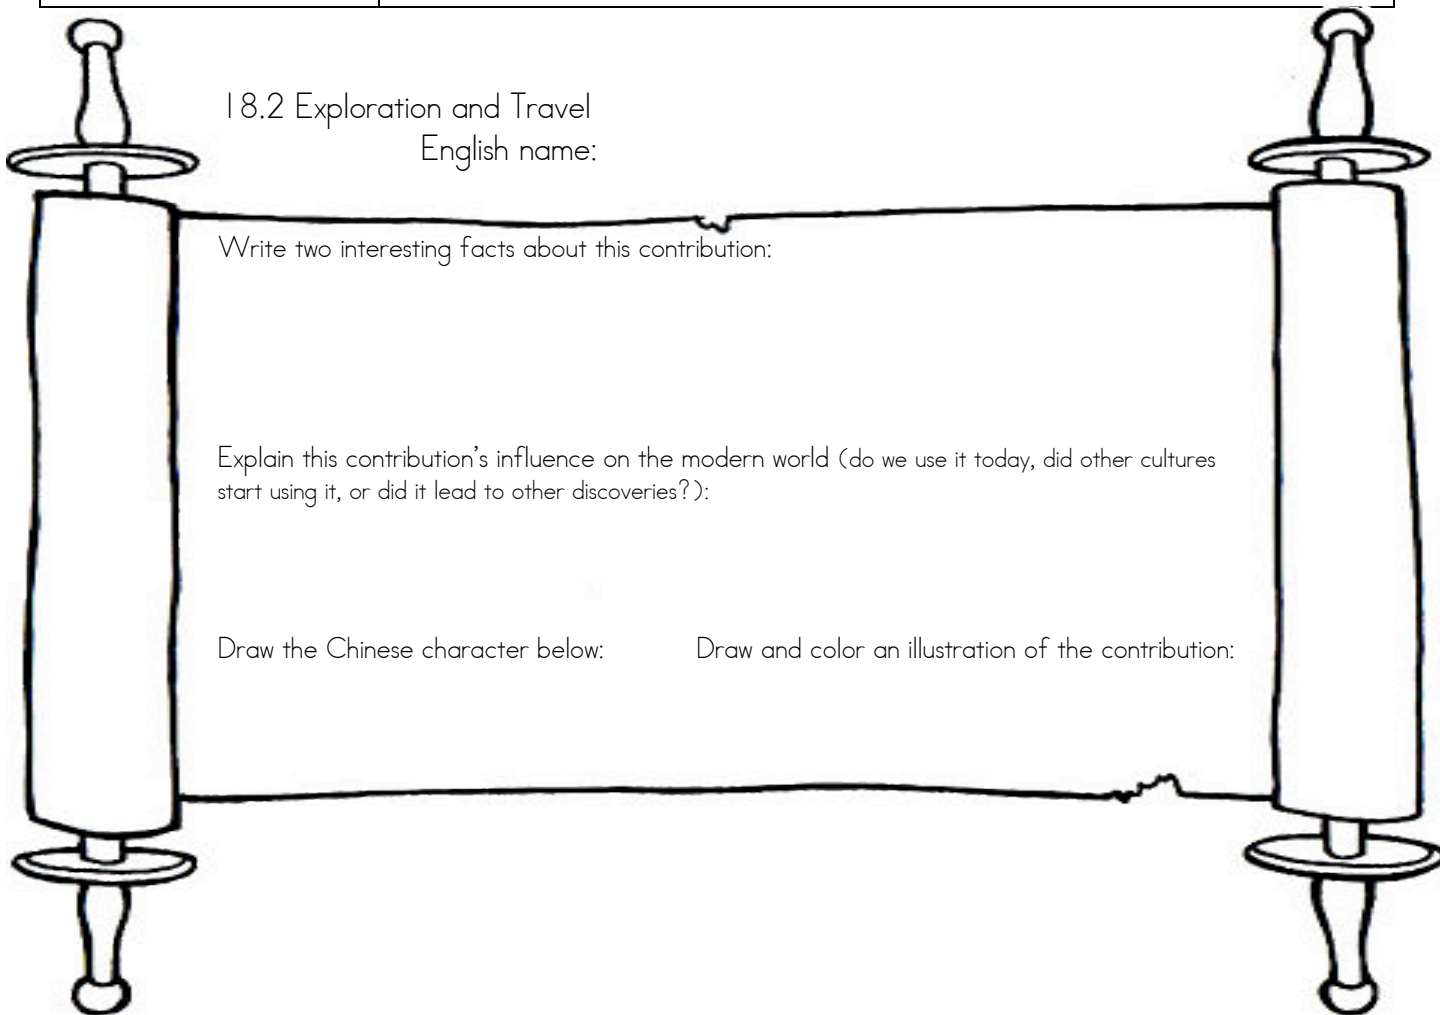 18.2 Exploration and Travel
English name:
Write two interesting facts about this contribution:
Explain this contribution's influence on the modern world (do we use it today, did other cultures
start using it, or did it lead to other discoveries?):
Draw the Chinese character below:
Draw and color an illustration of the contribution: